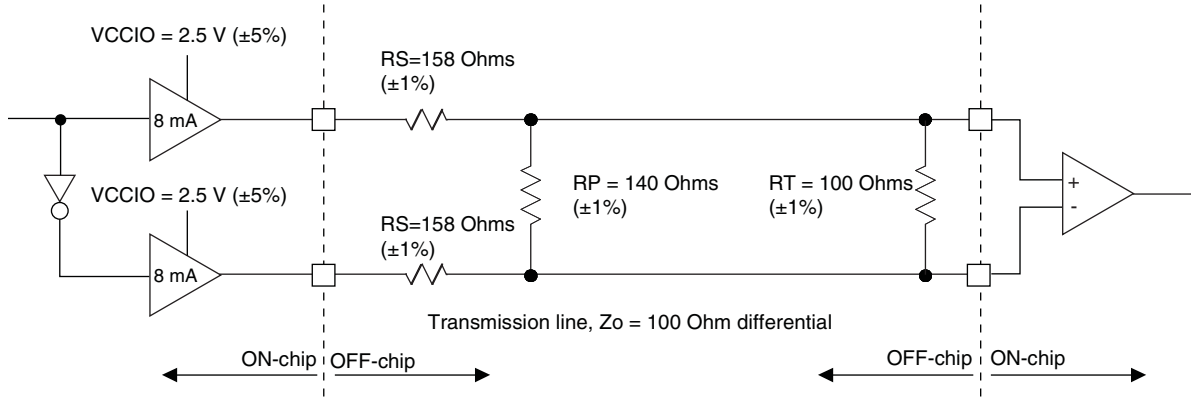 VCCIO = 2.5 V (±5%)
8 mA
VCCIO = 2.5 V (±5%)
8 mA
RS=158 Ohms
(±1%)
RS=158 Ohms
(±1%)
RP = 140 Ohms
(±1%)
RT = 100 Ohms
(±1%)
+
-
Transmission line, Zo = 100 Ohm differential
ON-chip
OFF-chip
OFF-chip
ON-chip